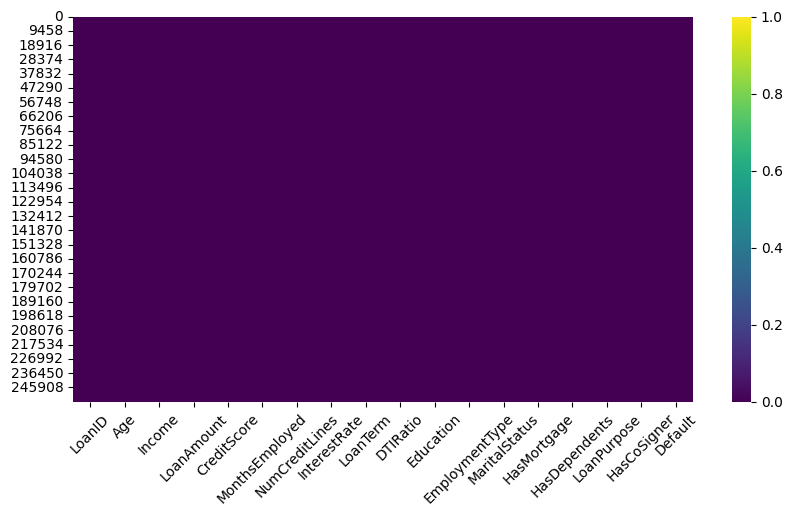 0
9458
18916
28374
37832
47290
56748
66206
75664
85122
94580
104038
113496
122954
132412
141870
151328
160786
170244
179702
189160
198618
208076
217534
226992
236450
245908
LoanID
Age
Income
LoanAmount
CreditScore
MonthsEmployed
NumCreditLines
InterestRate
LoanTerm
DTIRatio
Education
EmploymentType
MaritalStatus
HasMortgage
HasDependents
LoanPurpose
HasCoSigner
Default
1.0
0.8
0.6
0.4
0.2
0.0